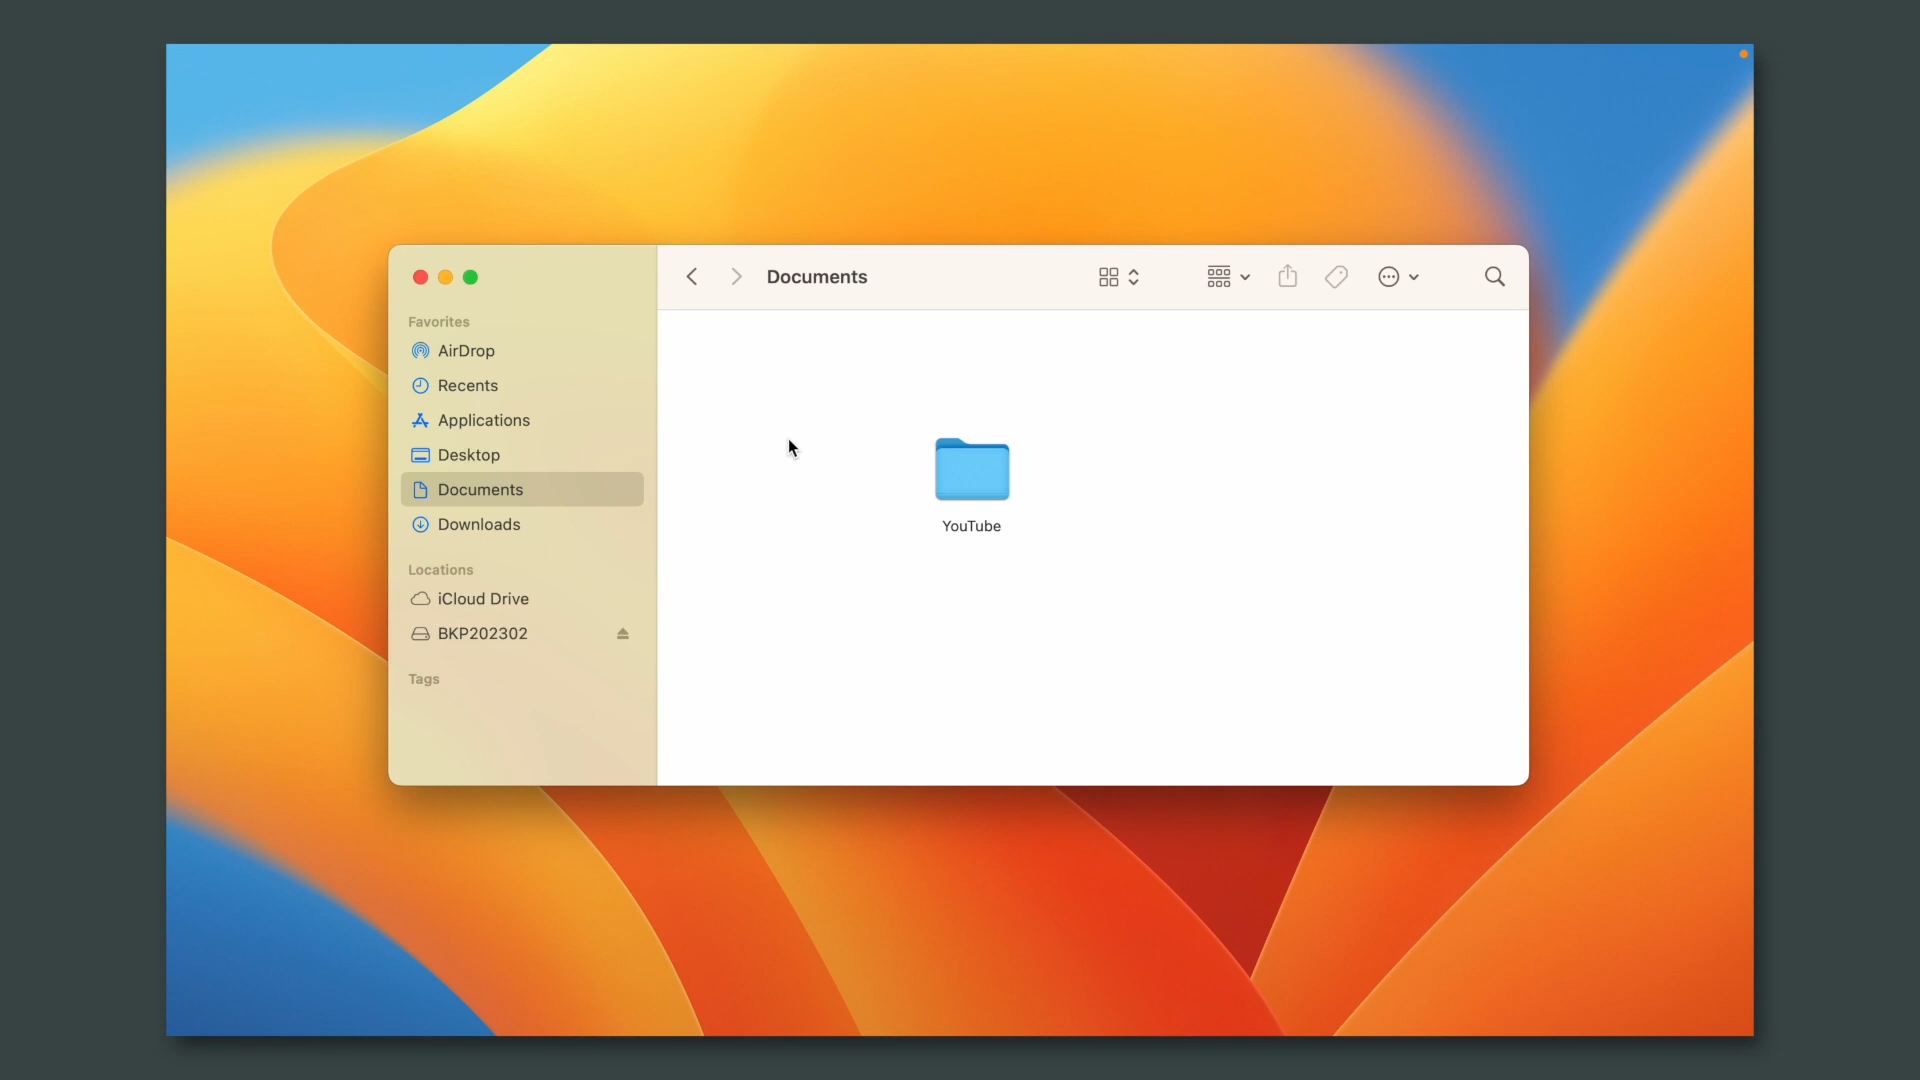 Documents
Favorites
AirDrop
Recents
Applications
Desktop
Documents
Downloads
Locations
iCloud Drive
BKP202302
Tags
YouTube